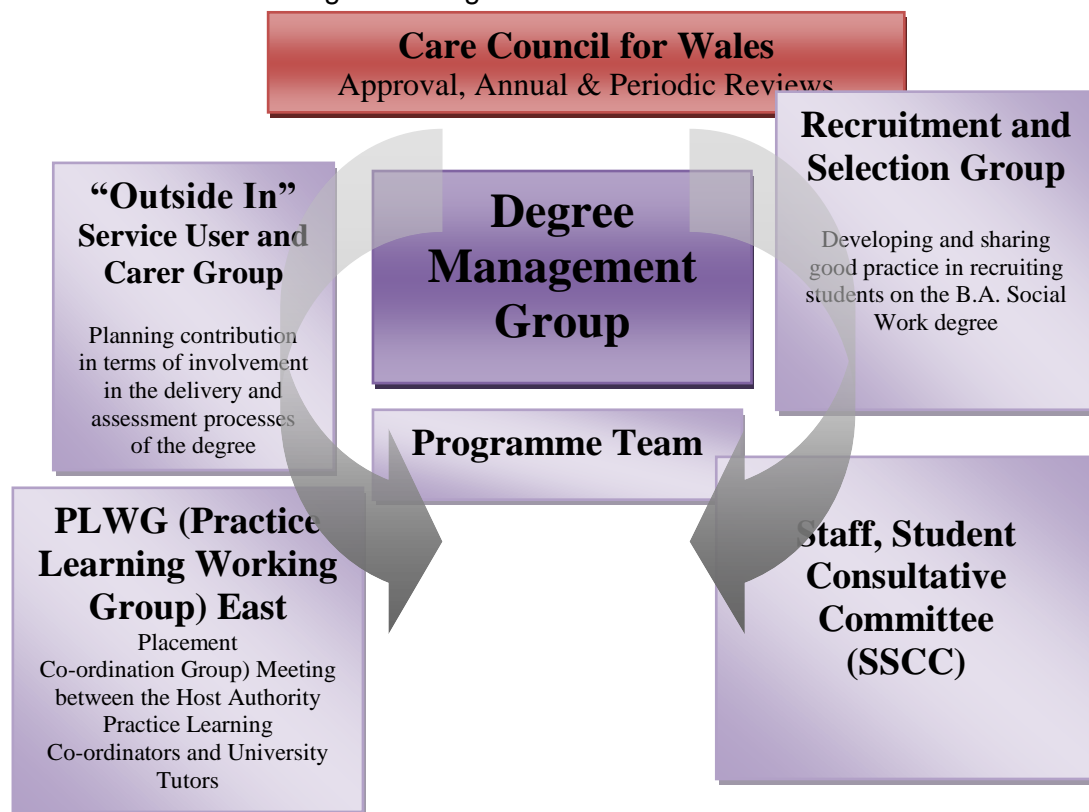 Care Council for Wales
Approval, Annual & Periodic Reviews
Recruitment and
Selection Group
Developing and sharing
good practice in recruiting
students on the B.A. Social
Work degree
“Outside In”
Service User and
Carer Group
Planning contribution
in terms of involvement
in the delivery and
assessment processes
of the degree
Degree
Management
Group
Programme Team
PLWG (Practice
Learning Working
Group) East
Placement
Co-ordination Group) Meeting
between the Host Authority
Practice Learning
Co-ordinators and University
Tutors
Staff, Student
Consultative
Committee
(SSCC)